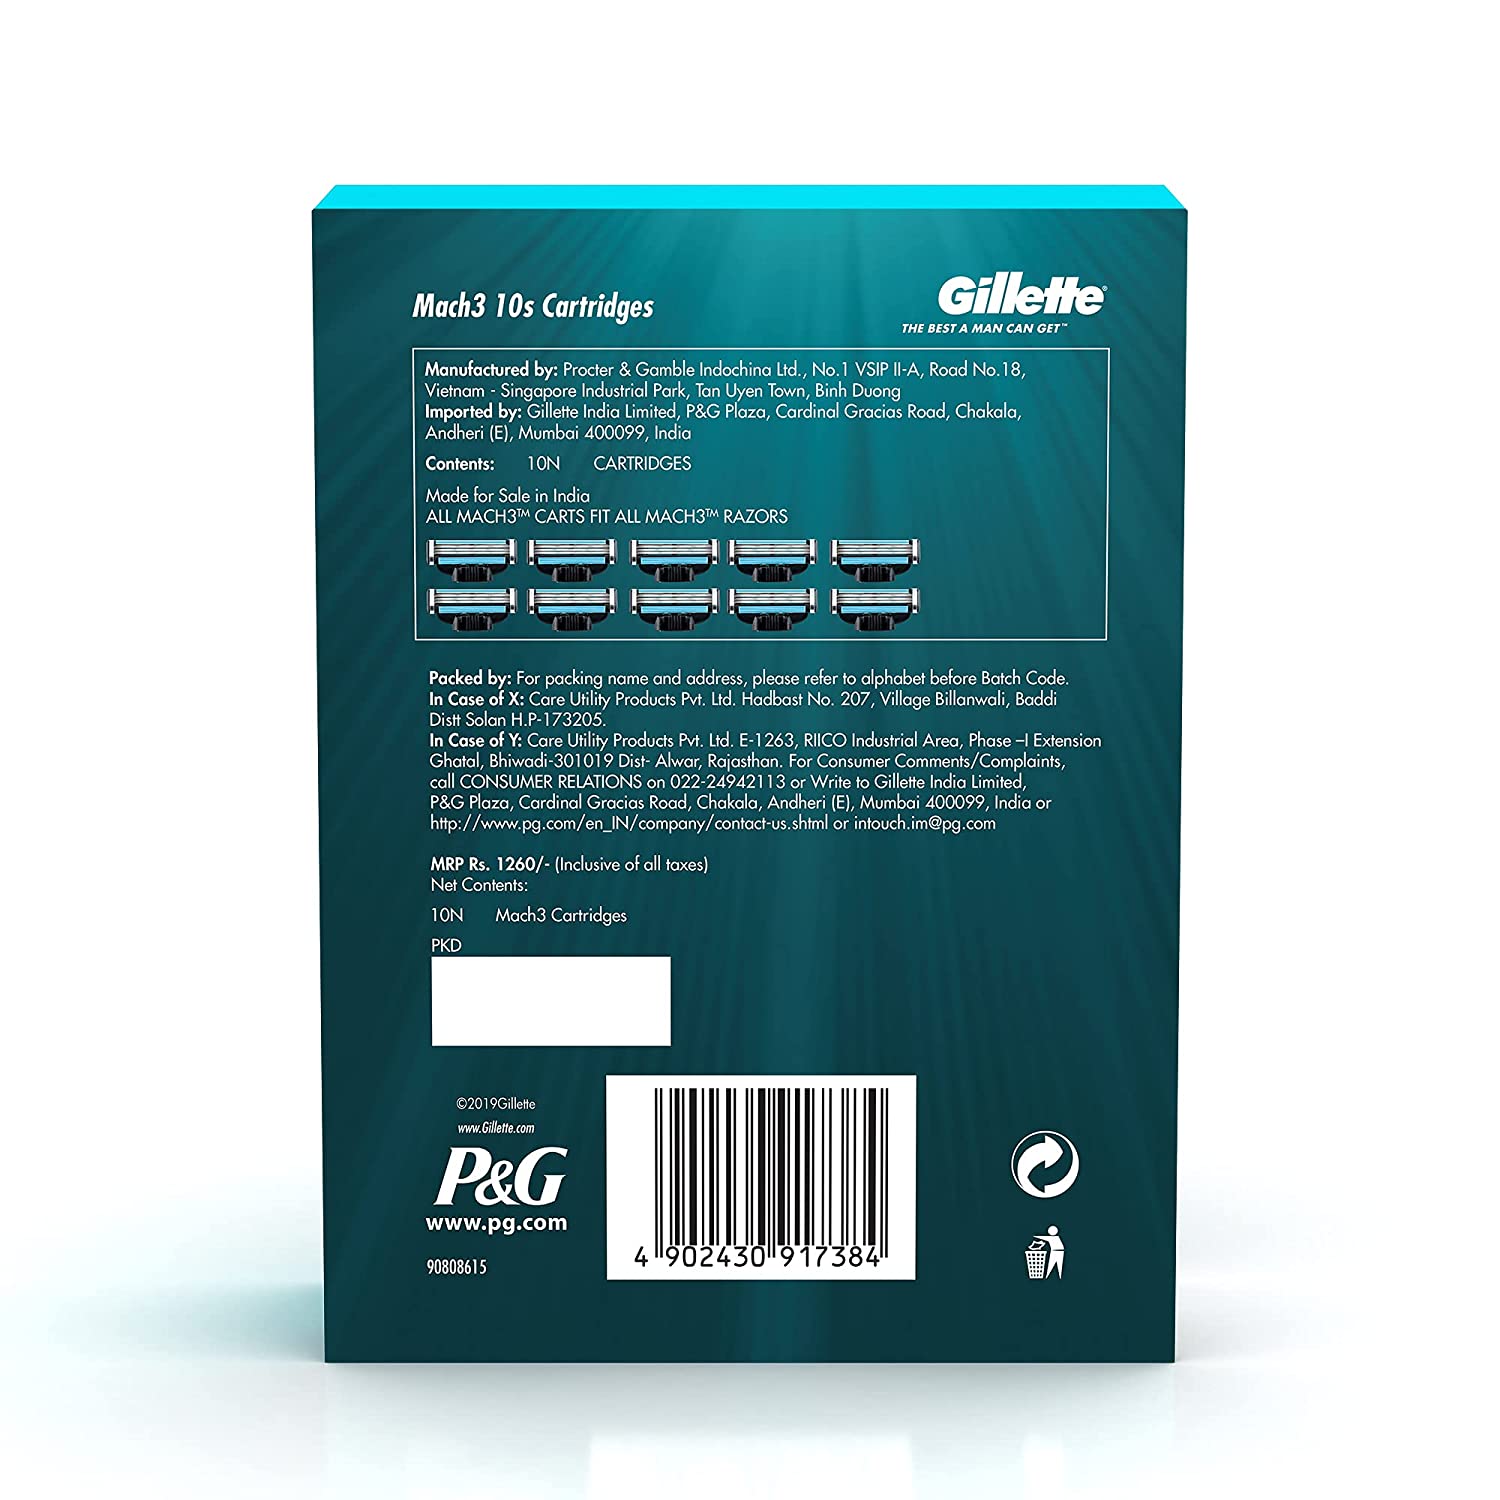 Mach3 10s Cartridges
Gillette®
THE BEST A MAN CAN GET™
Manufactured by: Procter & Gamble Indochina Ltd., No.1 VSIP II-A, Road No.18,
Vietnam - Singapore Industrial Park, Tan Uyen Town, Binh Duong
Imported by: Gillette India Limited, P&G Plaza, Cardinal Gracias Road, Chakala,
Andheri (E), Mumbai 400099, India
Contents: 10N CARTRIDGES
Made for Sale in India
ALL MACH3™ CARTS FIT ALL MACH3™ RAZORS
Packed by: For packing name and address, please refer to alphabet before Batch Code.
In Case of X: Care Utility Products Pvt. Ltd. Hadbast No. 207, Village Billanwali, Baddi
Distt Solan H.P-173205.
In Case of Y: Care Utility Products Pvt. Ltd. E-1263, RIICO Industrial Area, Phase –I Extension
Ghatal, Bhiwadi-301019 Dist- Alwar, Rajasthan. For Consumer Comments/Complaints,
call CONSUMER RELATIONS on 022-24942113 or Write to Gillette India Limited,
P&G Plaza, Cardinal Gracias Road, Chakala, Andheri (E), Mumbai 400099, India or
http://www.pg.com/en_IN/company/contact-us.shtml or intouch.im@pg.com
MRP Rs. 1260/- (Inclusive of all taxes)
Net Contents:
10N Mach3 Cartridges
PKD
©2019Gillette
www.Gillette.com
P&G
www.pg.com
90808615
4 902430 917384